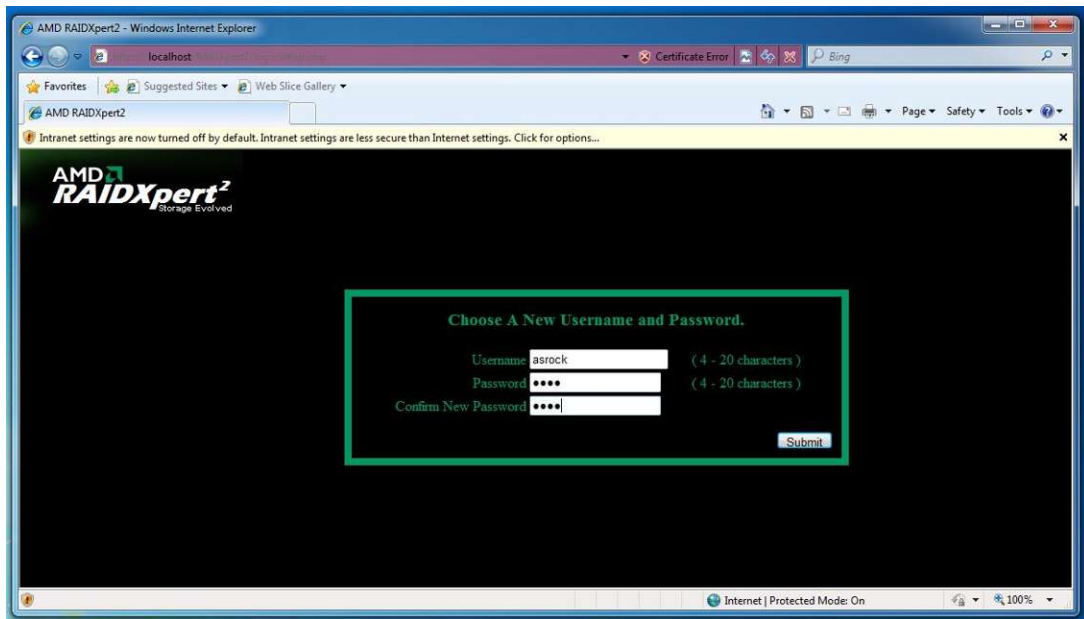 AMD RAIDXpert2 - Windows Internet Explorer
localhost
Certificate Error
Bing
Favorites
Suggested Sites
Web Slice Gallery
AMD RAIDXpert2
Page
Safety
Tools
Intranet settings are now turned off by default. Intranet settings are less secure than Internet settings. Click for options...
AMD
RAIDXpert2
Storage Evolved
Choose A New Username and Password.
Username asrock ( 4 - 20 characters )
Password •••• ( 4 - 20 characters )
Confirm New Password ••••
Submit
Internet | Protected Mode: On
100%